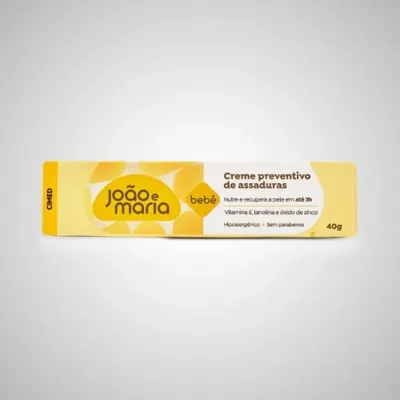 CIMED
João e
maria
bebê
Creme preventivo
de assaduras
Nutre e recupera a pele em até 3h
Vitamina E, lanolina e óxido de zinco
Hipoalergênico • Sem parabenos
40g